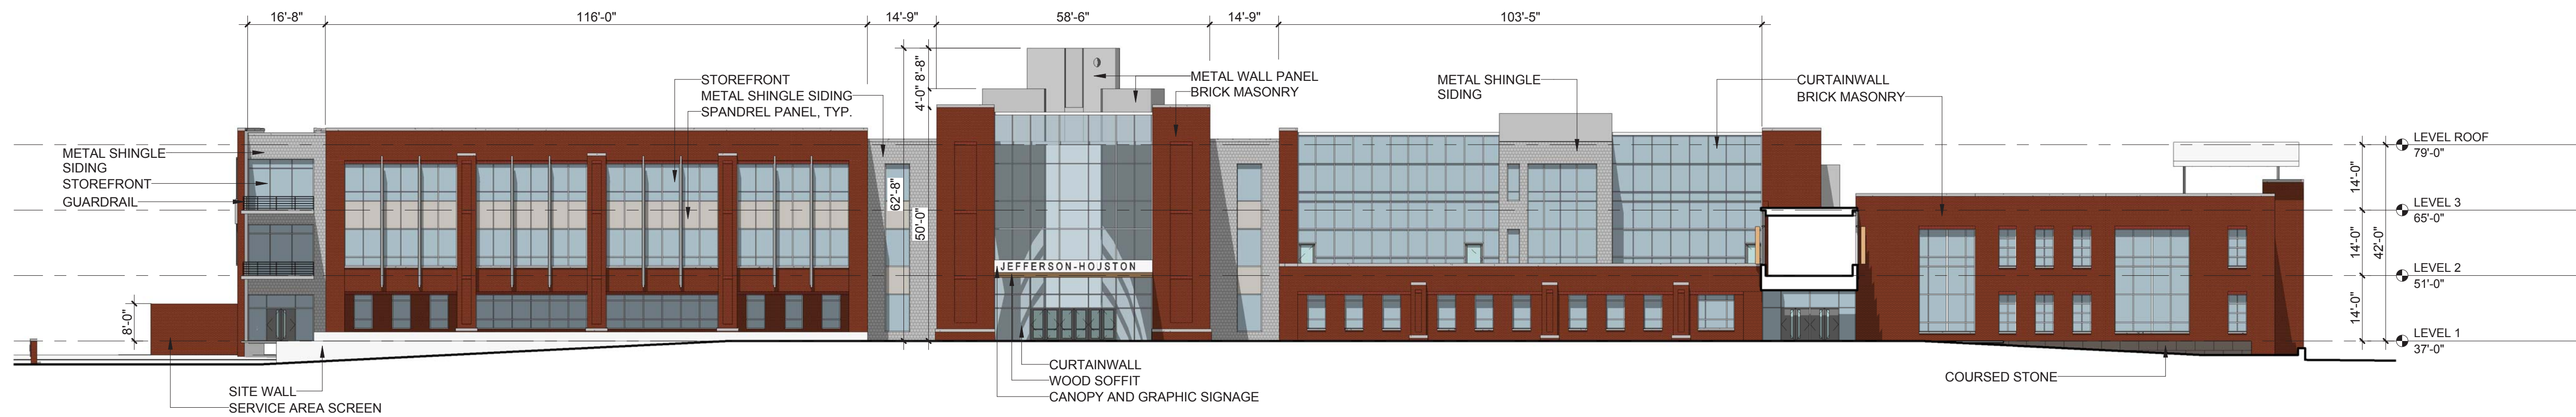 16'-8"
116'-0"
14'-9"
58'-6"
14'-9"
103'-5"
8'-8"
4'-0"
62'-8"
50'-0"
STOREFRONT
METAL SHINGLE SIDING
SPANDREL PANEL, TYP.
METAL WALL PANEL
BRICK MASONRY
METAL SHINGLE
SIDING
CURTAINWALL
BRICK MASONRY
METAL SHINGLE
SIDING
STOREFRONT
GUARDRAIL
LEVEL ROOF
79'-0"
14'-0"
LEVEL 3
65'-0"
14'-0"
42'-0"
LEVEL 2
51'-0"
14'-0"
LEVEL 1
37'-0"
JEFFERSON-HOJSTON
8'-0"
CURTAINWALL
WOOD SOFFIT
CANOPY AND GRAPHIC SIGNAGE
COURSED STONE
SITE WALL
SERVICE AREA SCREEN